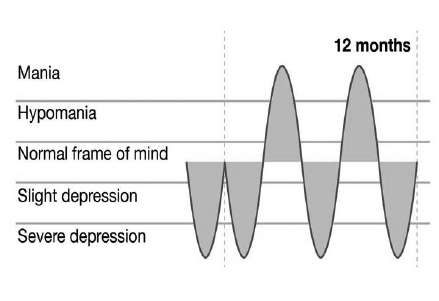 12 months
Mania
Hypomania
Normal frame of mind
Slight depression
Severe depression